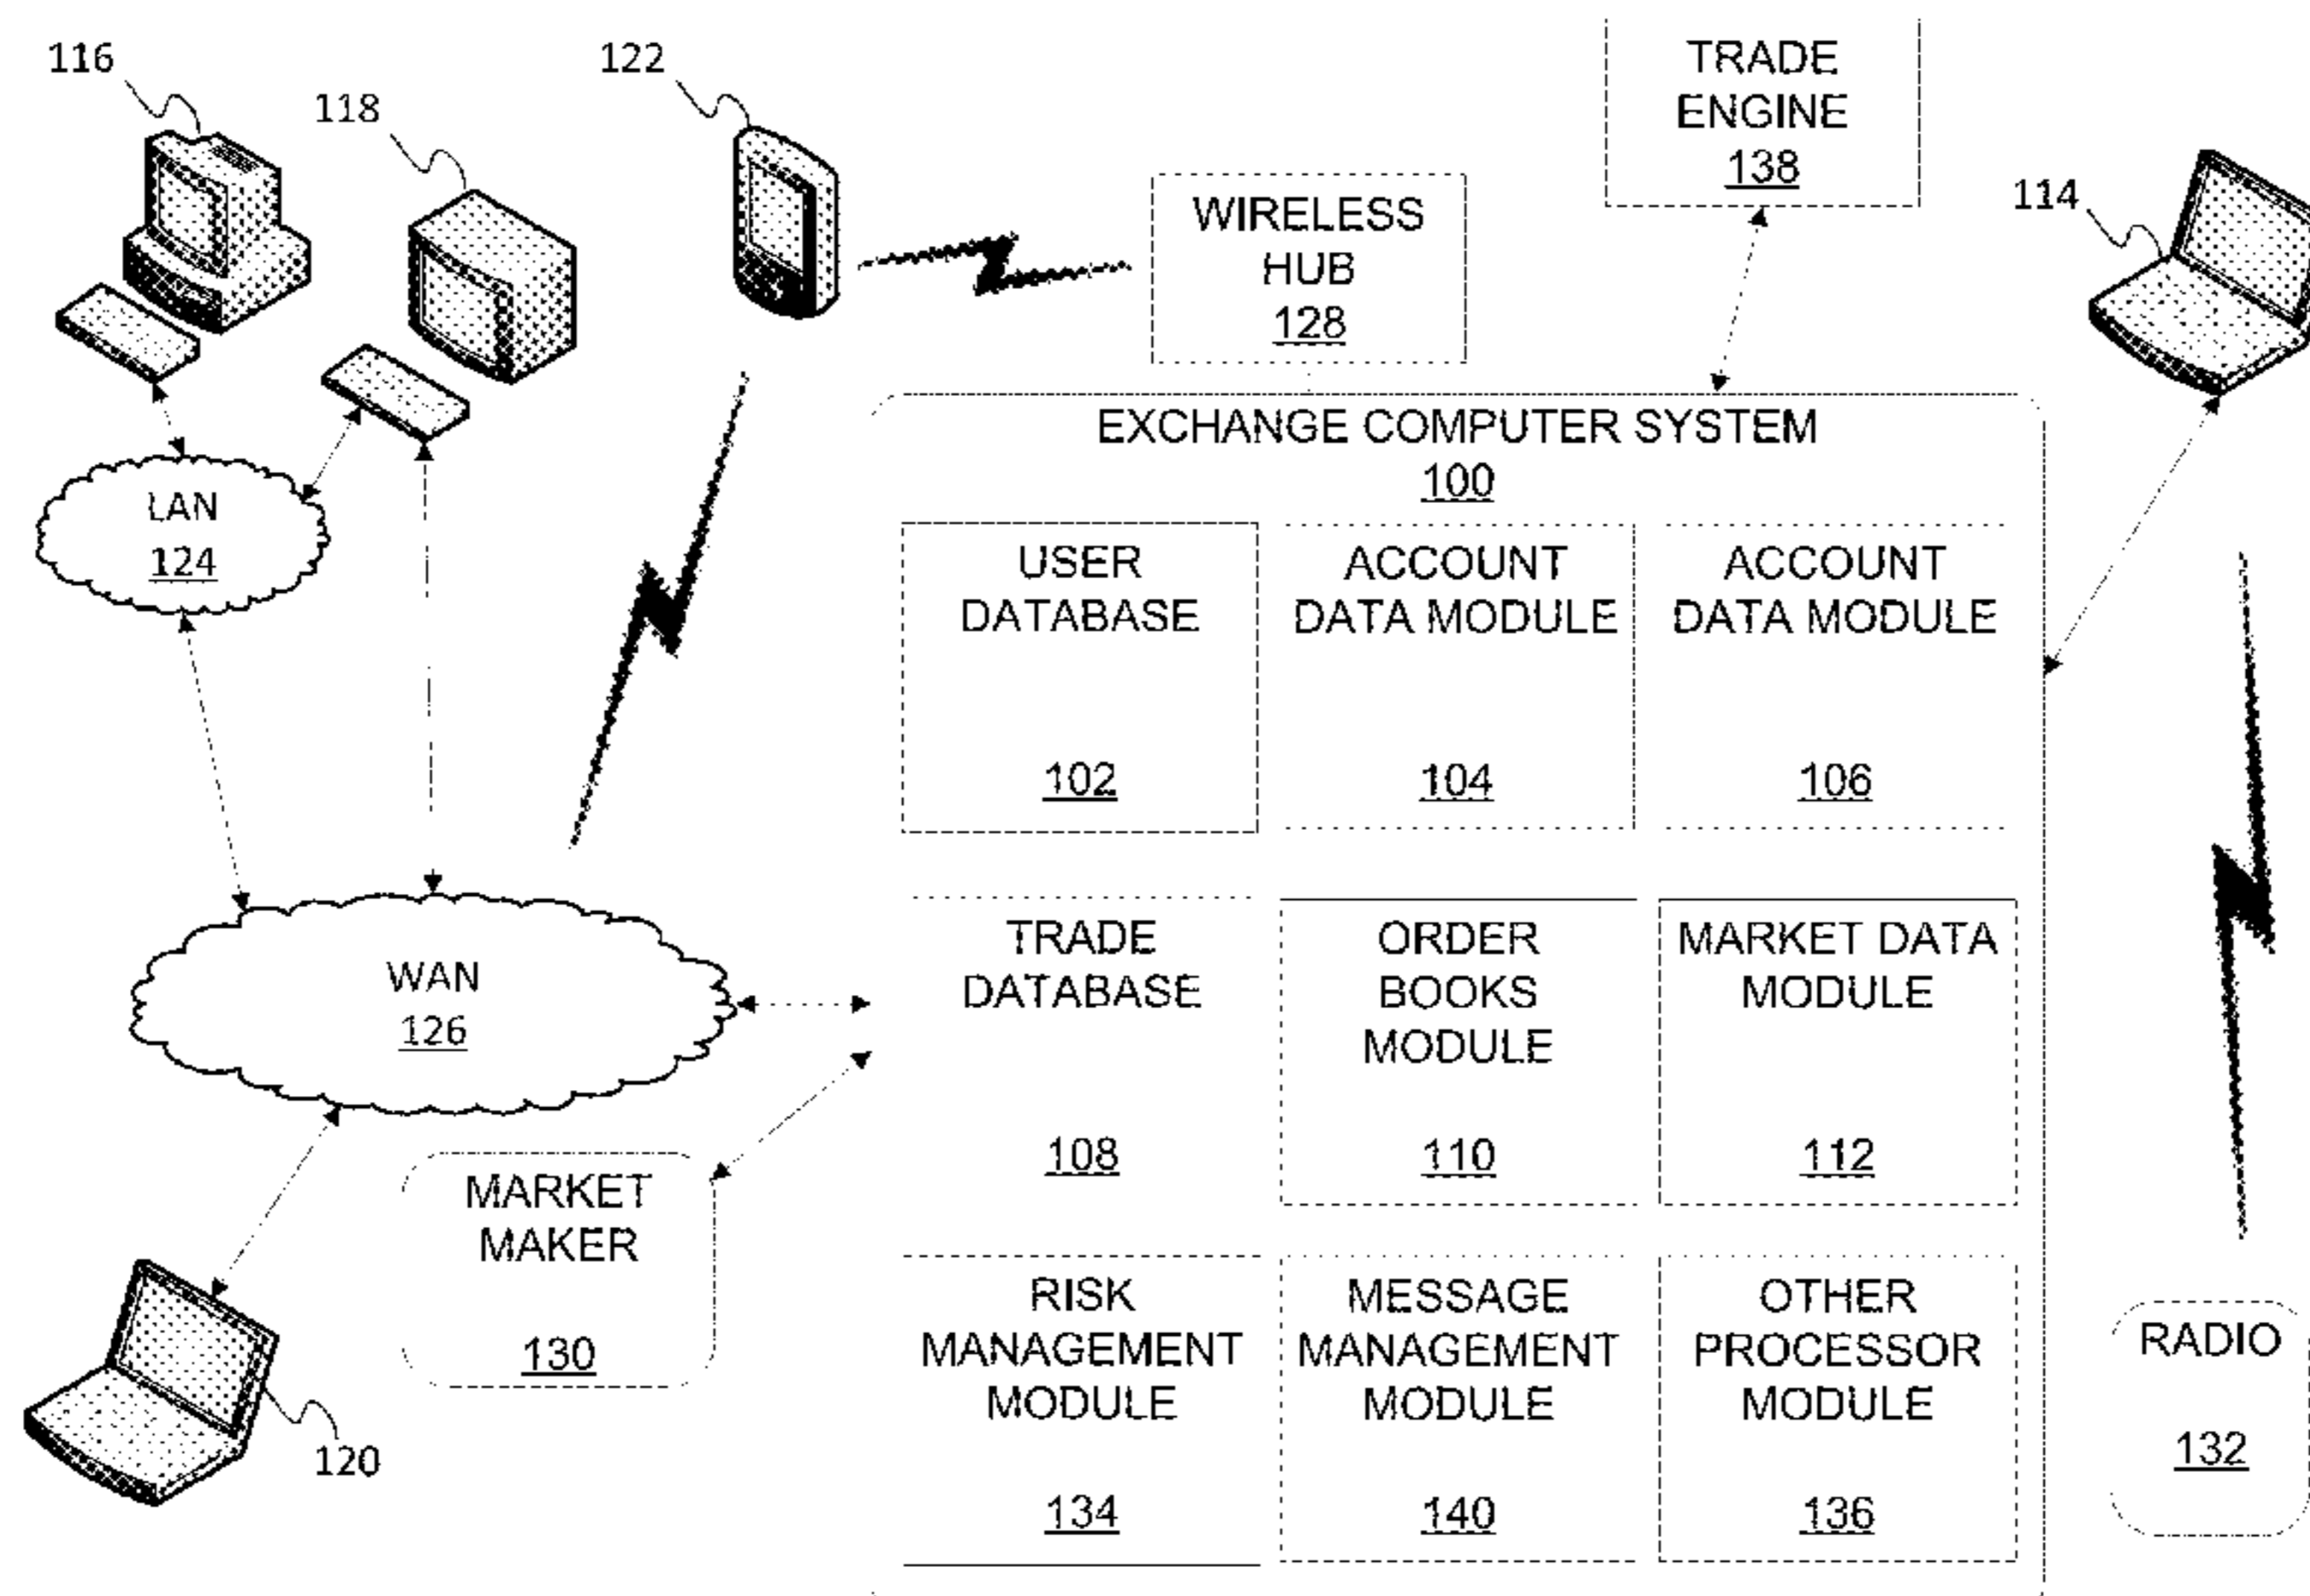 116
118
122
TRADE
ENGINE
138
WIRELESS
HUB
128
114
EXCHANGE COMPUTER SYSTEM
100
LAN
124
USER
DATABASE
102
ACCOUNT
DATA MODULE
104
ACCOUNT
DATA MODULE
106
WAN
126
TRADE
DATABASE
108
ORDER
BOOKS
MODULE
110
MARKET DATA
MODULE
112
MARKET
MAKER
130
120
RISK
MANAGEMENT
MODULE
134
MESSAGE
MANAGEMENT
MODULE
140
OTHER
PROCESSOR
MODULE
136
RADIO
132